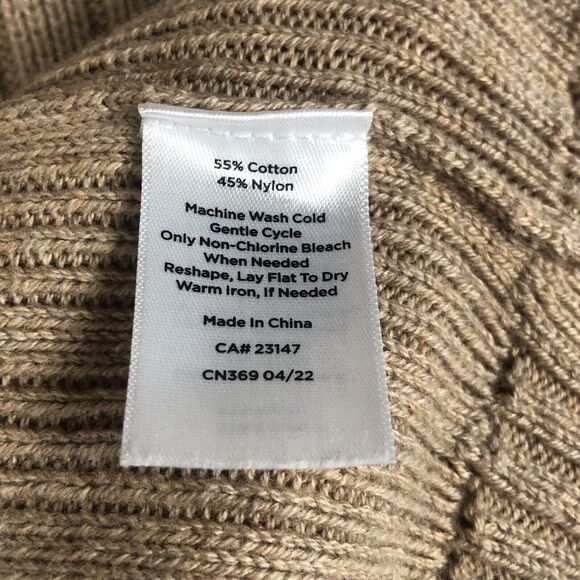 55% Cotton
45% Nylon
Machine Wash Cold
Gentle Cycle
Only Non-Chlorine Bleach
When Needed
Reshape, Lay Flat To Dry
Warm Iron, If Needed
Made In China
CA# 23147
CN369 04/22